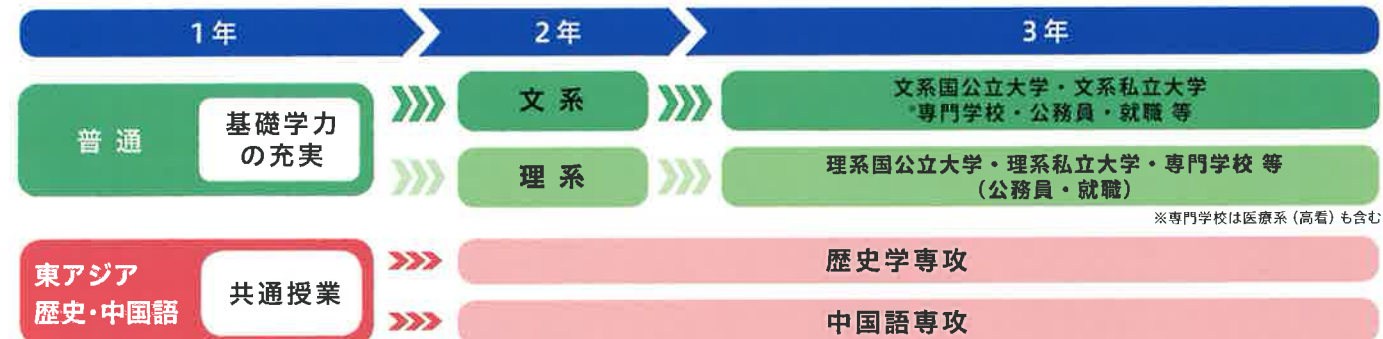 1年
2年
3年
普通
基礎学力
の充実
文系
文系国公立大学・文系私立大学
*専門学校・公務員・就職 等
理系
理系国公立大学・理系私立大学・専門学校 等
(公務員・就職)
※専門学校は医療系(高看)も含む
東アジア
歴史・中国語
共通授業
歴史学専攻
中国語専攻